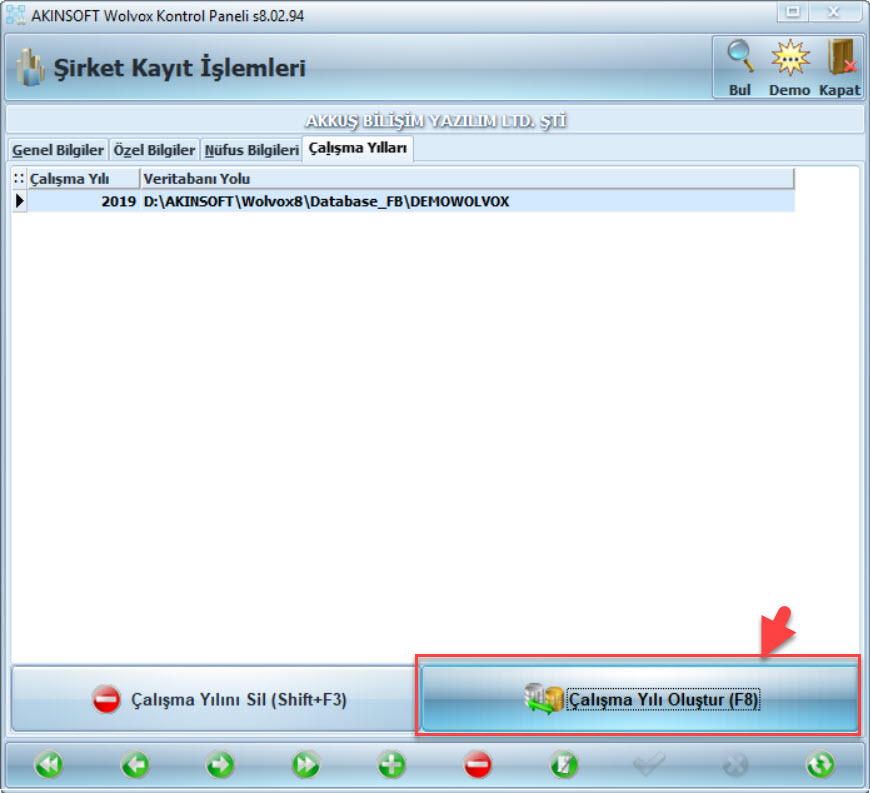 AKINSOFT Wolvox Kontrol Paneli s8.02.94
Şirket Kayıt İşlemleri
Bul Demo Kapat
AKKUŞ BİLİŞİM YAZILIM LTD. ŞTİ
Genel Bilgiler Özel Bilgiler Nüfus Bilgileri Çalışma Yılları
Çalışma Yılı Veritabanı Yolu
2019 D:\AKINSOFT\Wolvox8\Database_FB\DEMOWOLVOX
Çalışma Yılını Sil (Shift+F3) Çalışma Yılı Oluştur (F8)